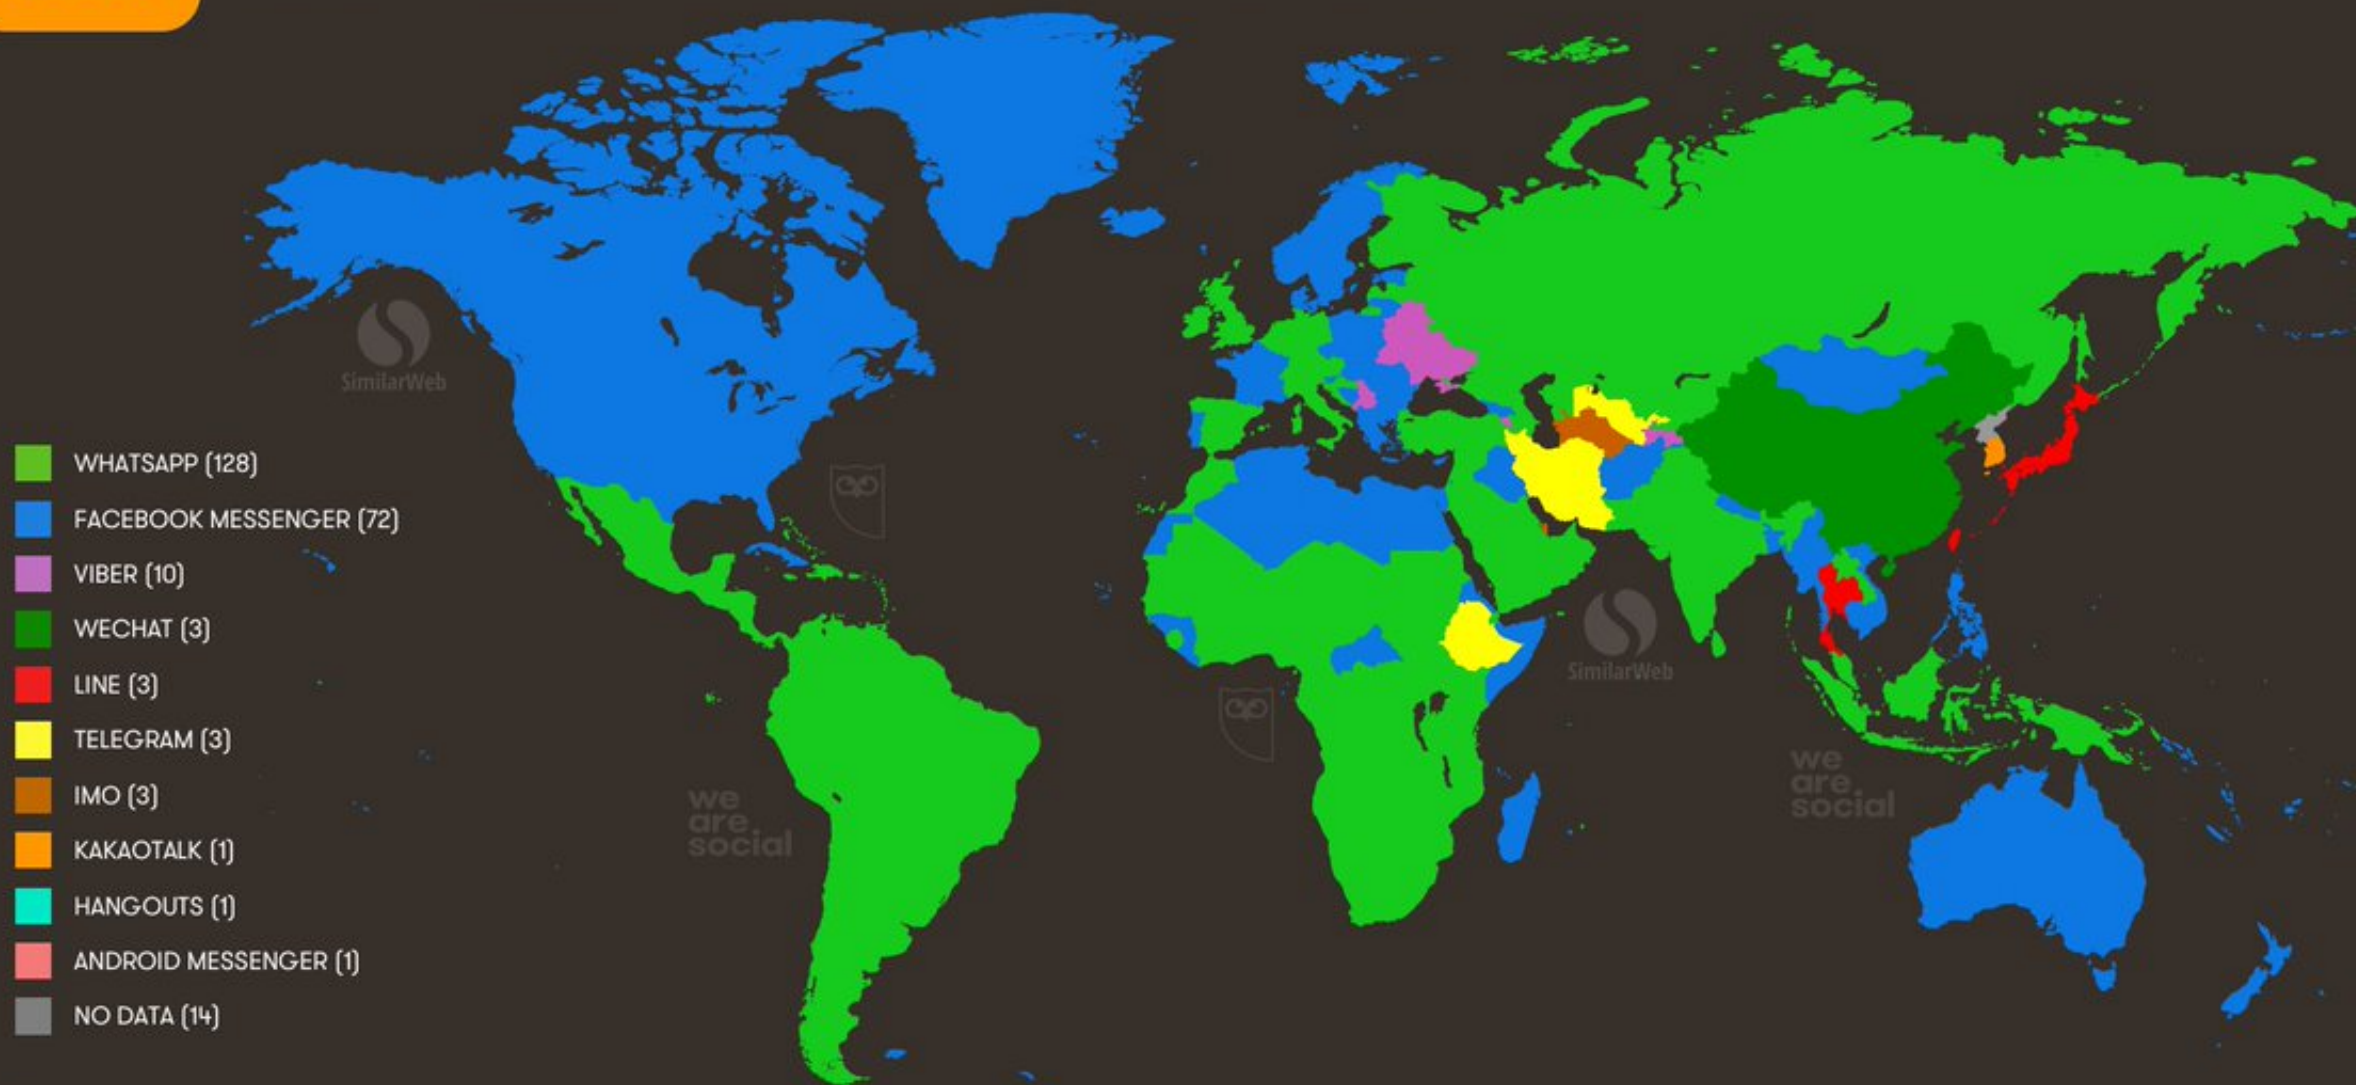 WHATSAPP (128)
FACEBOOK MESSENGER (72)
VIBER (10)
WECHAT (3)
LINE (3)
TELEGRAM (3)
IMO (3)
KAKAOTALK (1)
HANGOUTS (1)
ANDROID MESSENGER (1)
NO DATA (14)
SimilarWeb
we
are
social
SimilarWeb
we
are
social